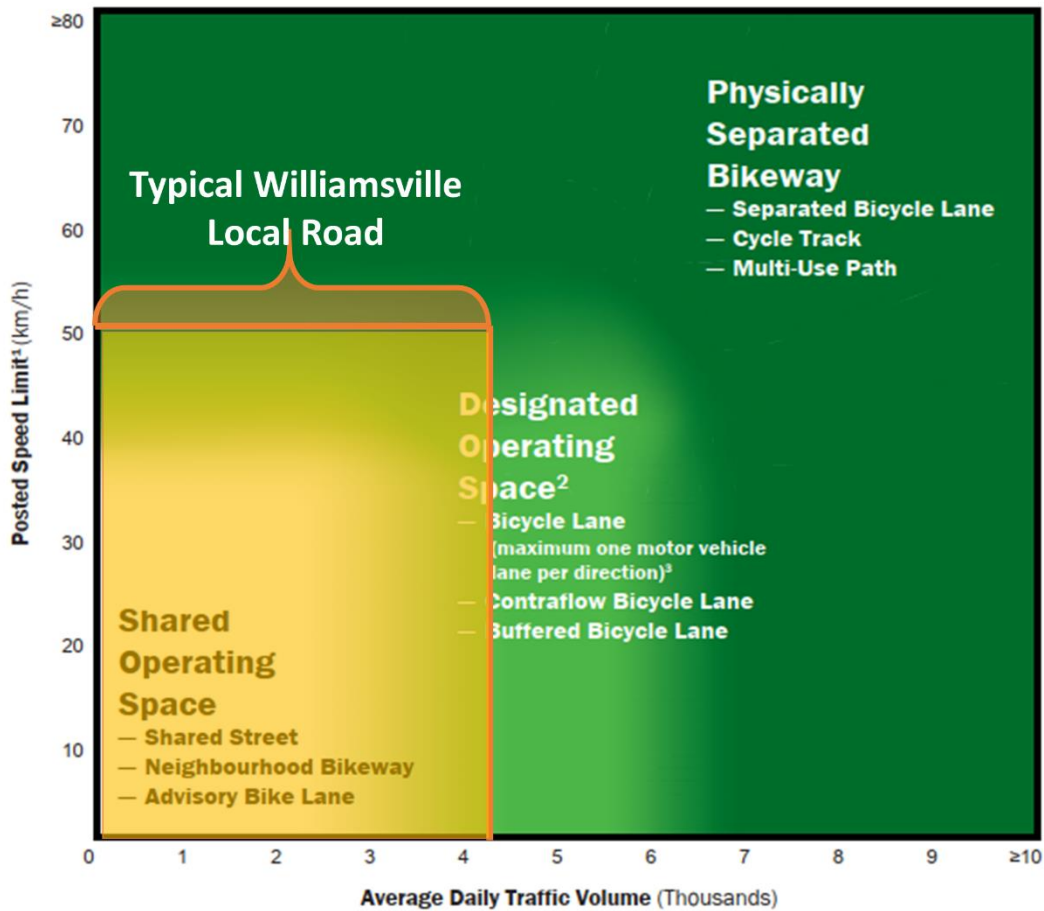 ≥80
70
60
50
40
30
20
10
Posted Speed Limit¹ (km/h)
Typical Williamsville
Local Road
Physically
Separated
Bikeway
— Separated Bicycle Lane
— Cycle Track
— Multi-Use Path
Designated
Operating
Space²
— Bicycle Lane
(maximum one motor vehicle
lane per direction)³
— Contraflow Bicycle Lane
— Buffered Bicycle Lane
Shared
Operating
Space
— Shared Street
— Neighbourhood Bikeway
— Advisory Bike Lane
0 1 2 3 4 5 6 7 8 9 ≥10
Average Daily Traffic Volume (Thousands)